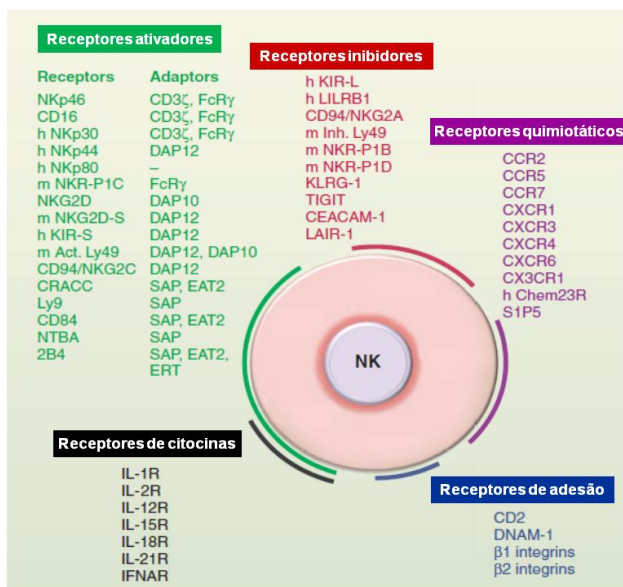 Receptores ativadores
Receptors Adaptors
NKp46 CD3ζ, FcRγ
CD16 CD3ζ, FcRγ
h NKp30 CD3ζ, FcRγ
h NKp44 DAP12
h NKp80 –
m NKR-P1C FcRγ
NKG2D DAP10
m NKG2D-S DAP12
h KIR-S DAP12
m Act. Ly49 DAP12, DAP10
CD94/NKG2C DAP12
CRACC SAP, EAT2
Ly9 SAP
CD84 SAP, EAT2
NTBA SAP
2B4 SAP, EAT2,
ERT
Receptores inibidores
h KIR-L
h LILRB1
CD94/NKG2A
m Inh. Ly49
m NKR-P1B
m NKR-P1D
KLRG-1
TIGIT
CEACAM-1
LAIR-1
Receptores quimiotáticos
CCR2
CCR5
CCR7
CXCR1
CXCR3
CXCR4
CXCR6
CX3CR1
h Chem23R
S1P5
NK
Receptores de citocinas
IL-1R
IL-2R
IL-12R
IL-15R
IL-18R
IL-21R
IFNAR
Receptores de adesão
CD2
DNAM-1
β1 integrins
β2 integrins